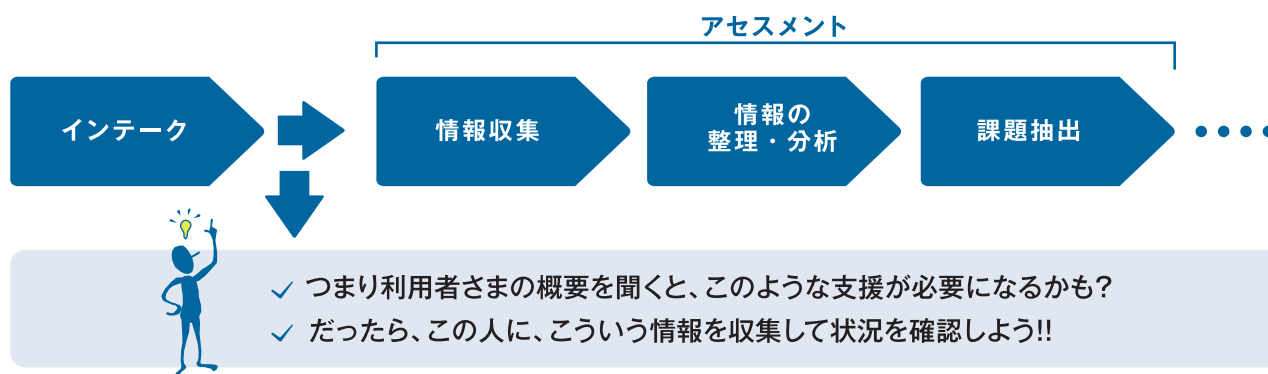 アセスメント
インテーク
情報収集
情報の
整理・分析
課題抽出
つまり利用者さまの概要を聞くと、このような支援が必要になるかも?
だったら、この人に、こういう情報を収集して状況を確認しよう!!